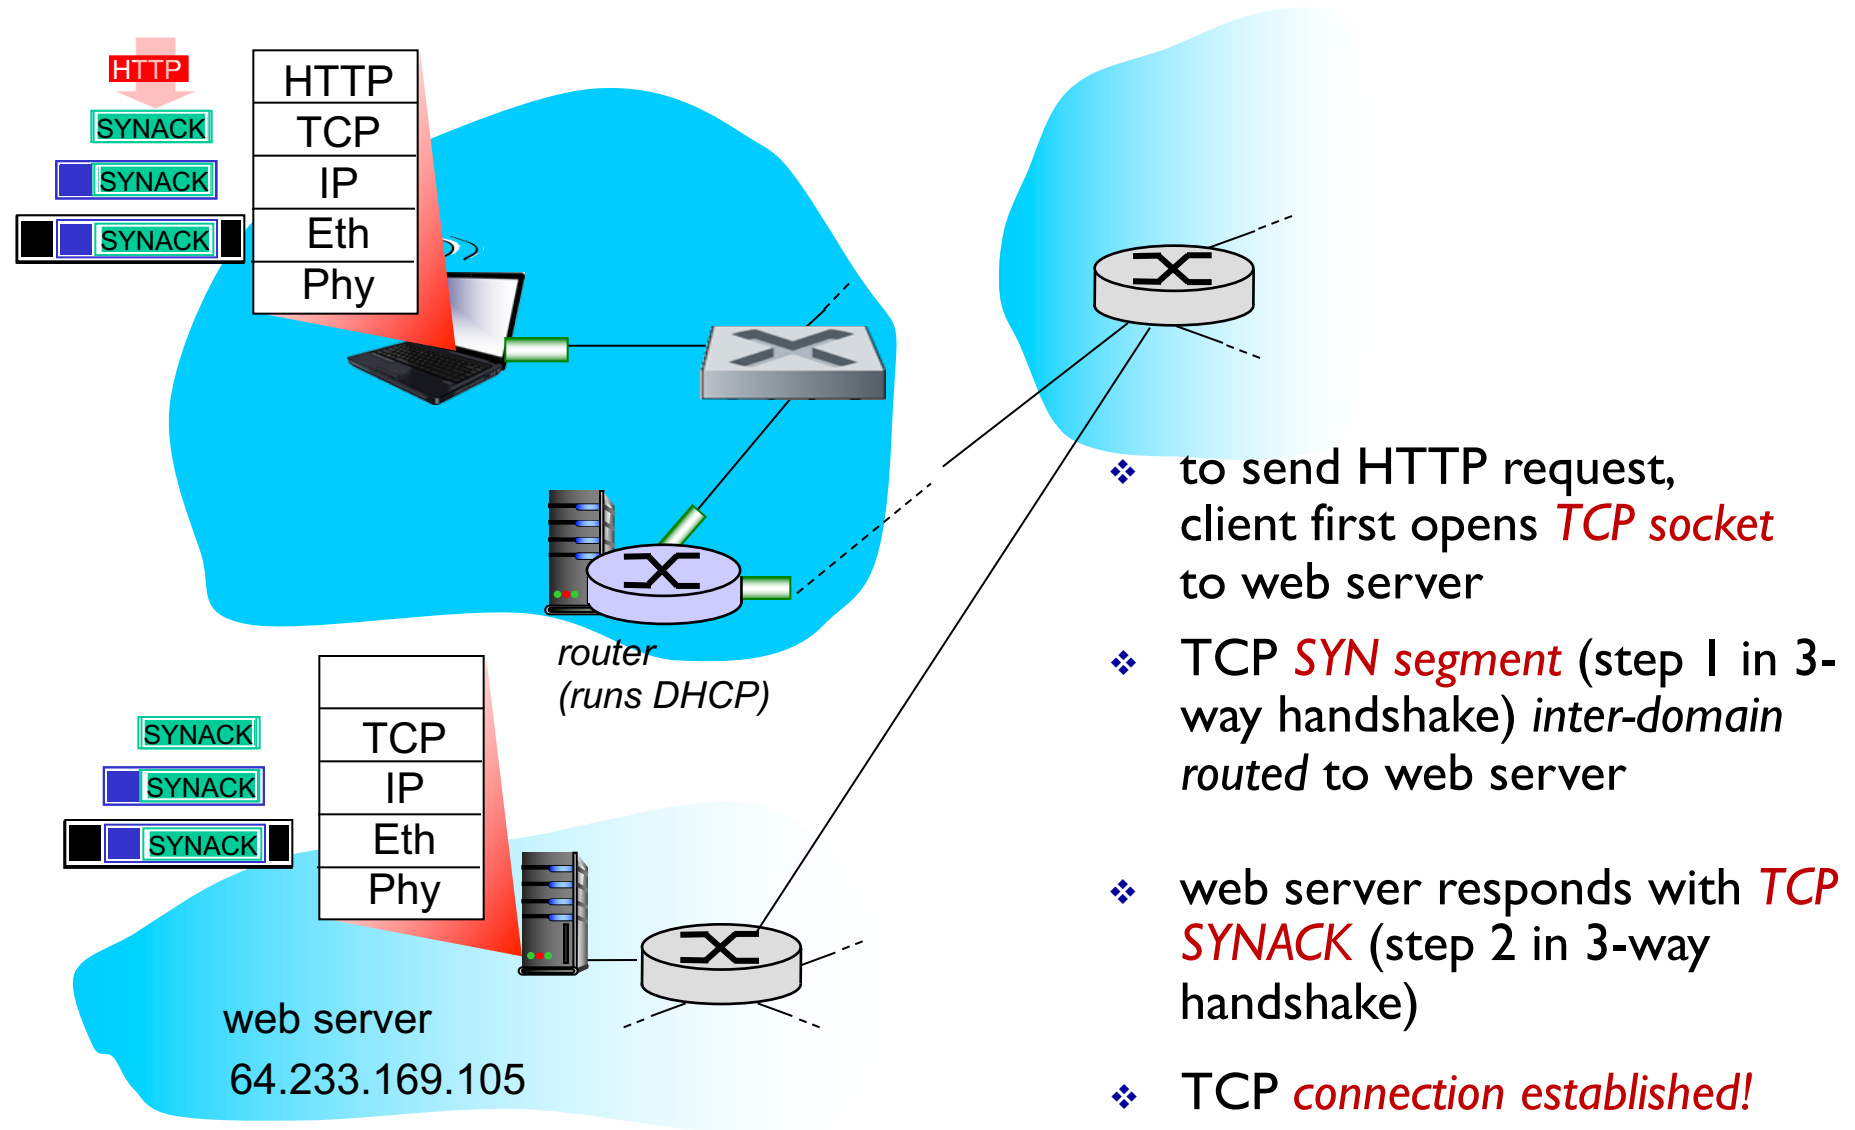 HTTP
SYNACK
SYNACK
SYNACK
HTTP
TCP
IP
Eth
Phy
router
(runs DHCP)
SYNACK
SYNACK
SYNACK
TCP
IP
Eth
Phy
web server
64.233.169.105
❖ to send HTTP request,
client first opens TCP socket
to web server
❖ TCP SYN segment (step 1 in 3-
way handshake) inter-domain
routed to web server
❖ web server responds with TCP
SYNACK (step 2 in 3-way
handshake)
❖ TCP connection established!